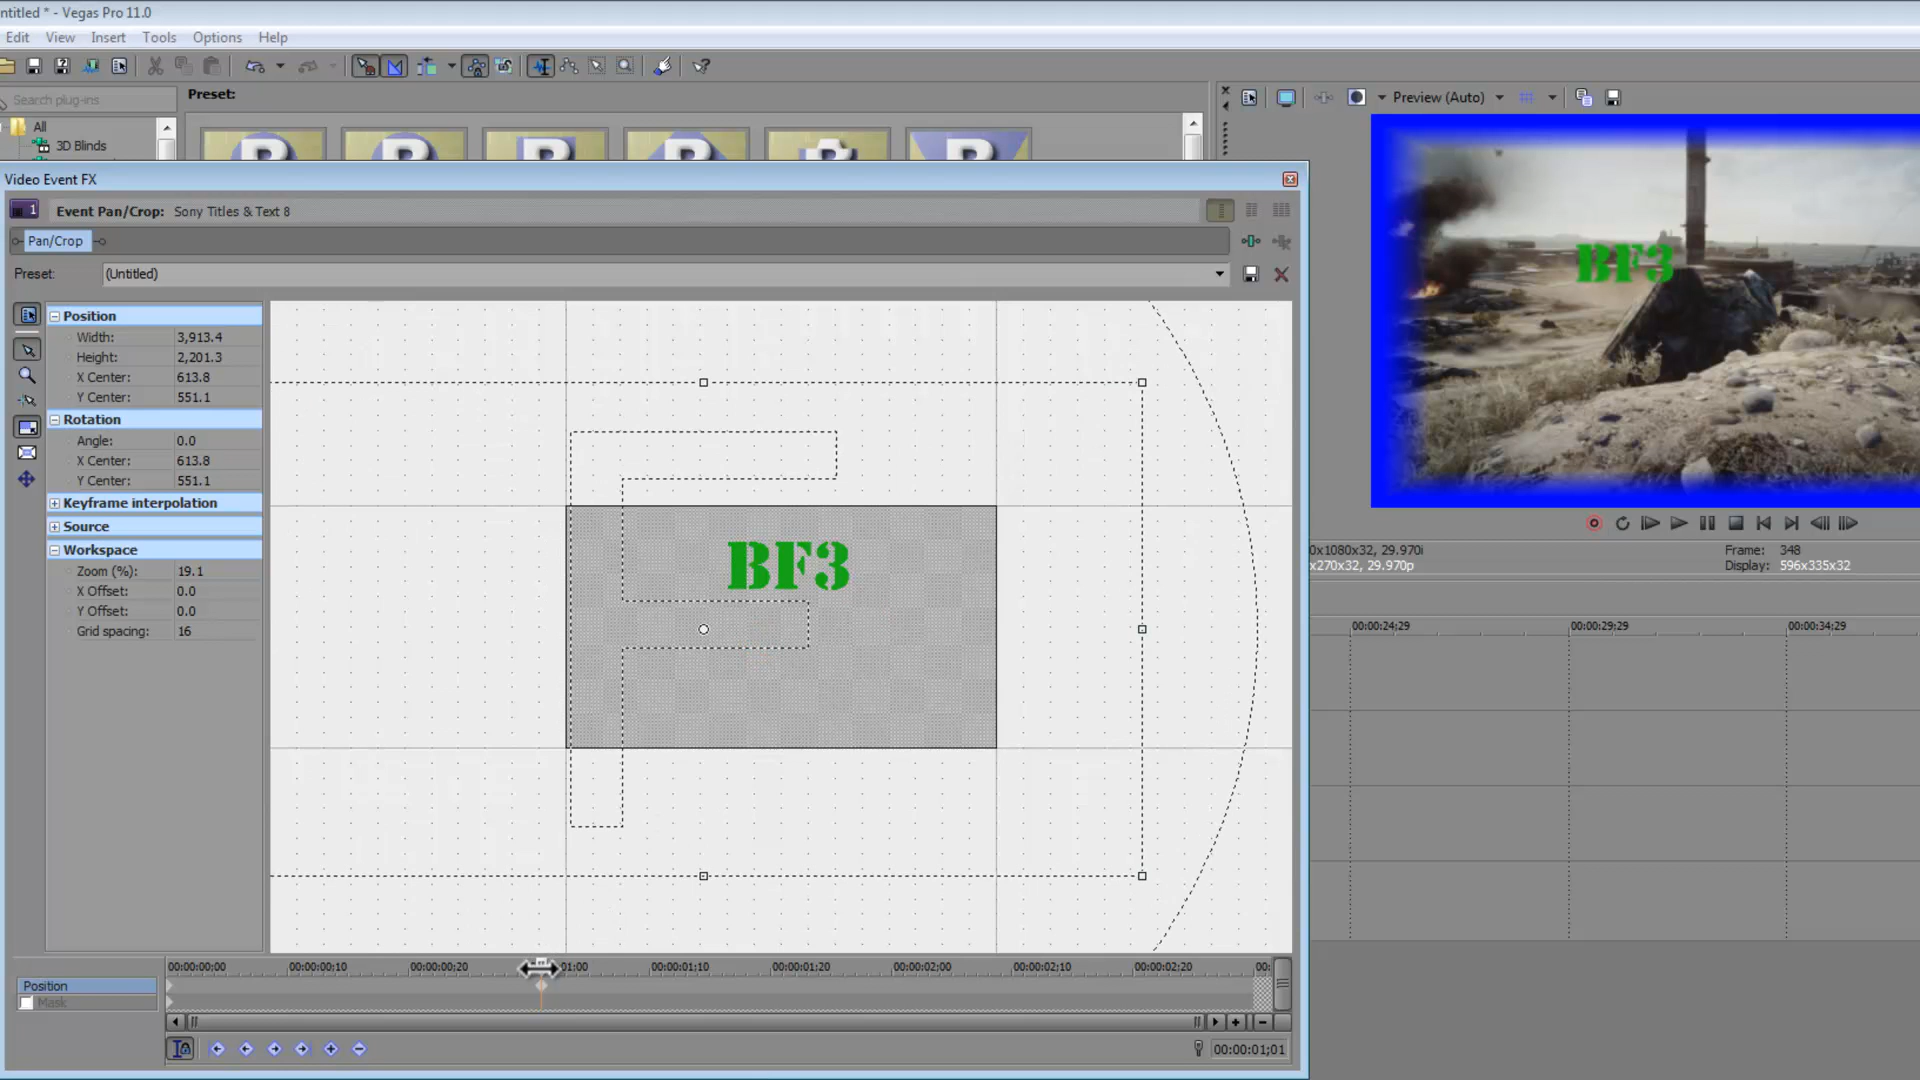 ntitled * - Vegas Pro 11.0
Edit View Insert Tools Options Help
Search plug-ins
Preset:
All
3D Blinds
Preview (Auto)
Video Event FX
1
Event Pan/Crop: Sony Titles & Text 8
Pan/Crop
Preset: (Untitled)
Position
Width: 3,913.4
Height: 2,201.3
X Center: 613.8
Y Center: 551.1
Rotation
Angle: 0.0
X Center: 613.8
Y Center: 551.1
Keyframe interpolation
Source
Workspace
Zoom (%): 19.1
X Offset: 0.0
Y Offset: 0.0
Grid spacing: 16
BF3
BF3
0x1080x32, 29.970i
x270x32, 29.970p
Frame: 348
Display: 596x335x32
00:00:24;29 00:00:29;29 00:00:34;29
00:00:00;00 00:00:00;10 00:00:00;20 01:00 00:00:01;10 00:00:01;20 00:00:02;00 00:00:02;10 00:00:02;20 00:
Position
Mask
00:00:01;01